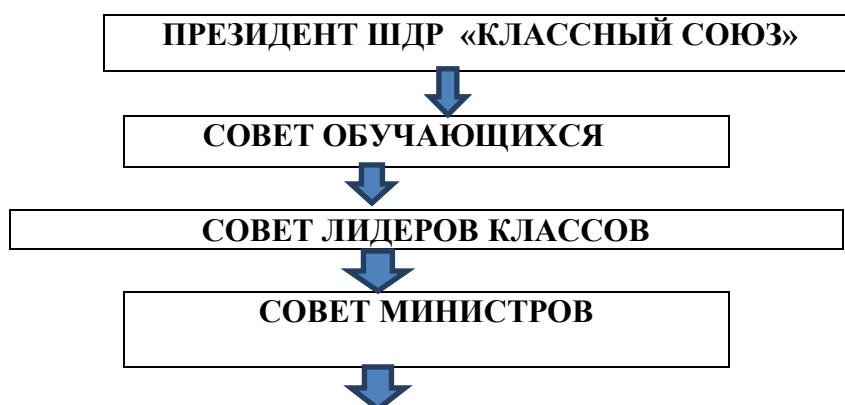 ПРЕЗИДЕНТ ШДР «КЛАССНЫЙ СОЮЗ»
СОВЕТ ОБУЧАЮЩИХСЯ
СОВЕТ ЛИДЕРОВ КЛАССОВ
СОВЕТ МИНИСТРОВ